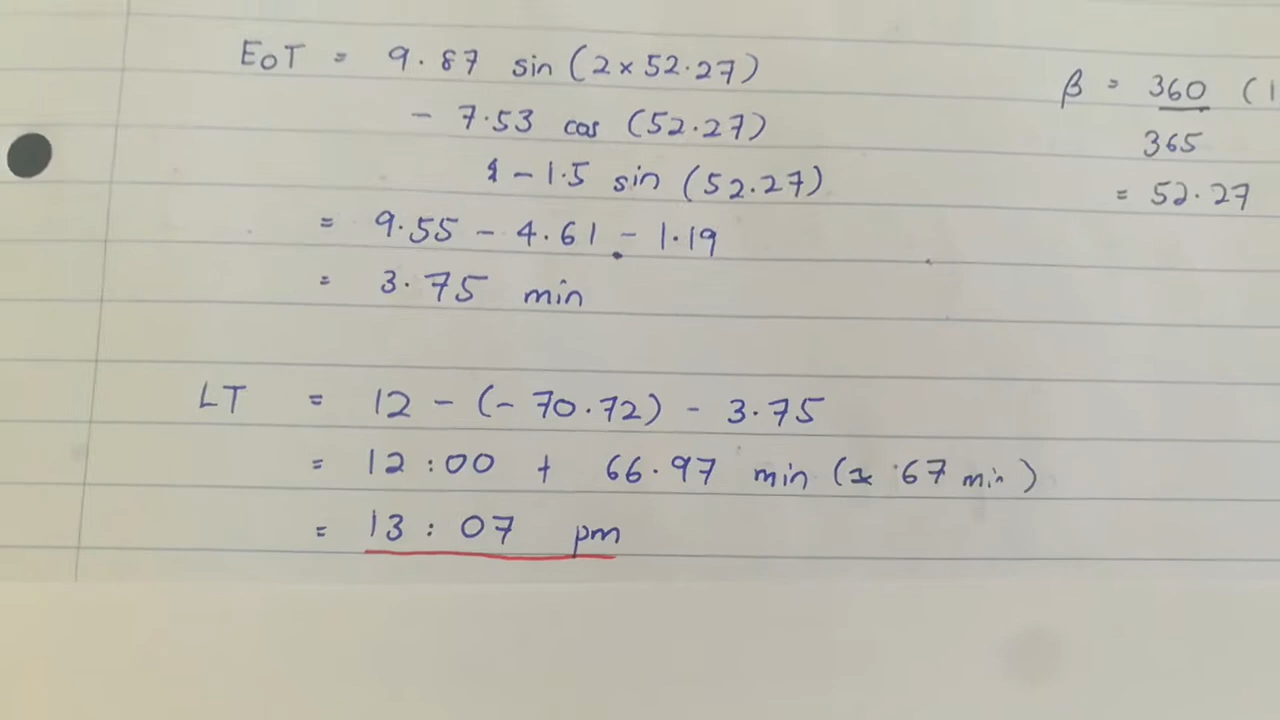 EoT = 9.87 sin (2 x 52.27)
- 7.53 cos (52.27)
- 1.5 sin (52.27)
= 9.55 - 4.61 - 1.19
= 3.75 min
β = 360 (1
365
= 52.27
LT = 12 - (- 70.72) - 3.75
= 12:00 + 66.97 min (≈ 67 min)
= 13:07 pm